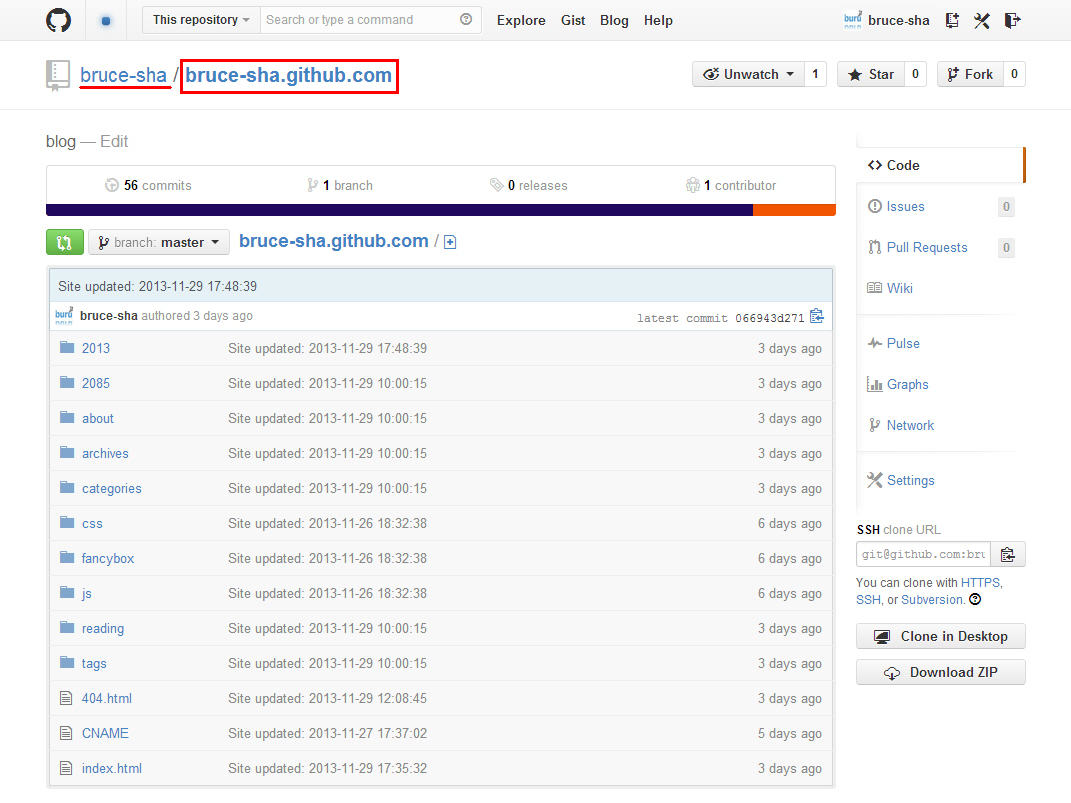 This repository Search or type a command Explore Gist Blog Help bruce-sha
bruce-sha / bruce-sha.github.com Unwatch 1 Star 0 Fork 0
blog — Edit
56 commits 1 branch 0 releases 1 contributor
branch: master bruce-sha.github.com /
Site updated: 2013-11-29 17:48:39
bruce-sha authored 3 days ago latest commit 066943d271
2013 Site updated: 2013-11-29 17:48:39 3 days ago
2085 Site updated: 2013-11-29 10:00:15 3 days ago
about Site updated: 2013-11-29 10:00:15 3 days ago
archives Site updated: 2013-11-29 10:00:15 3 days ago
categories Site updated: 2013-11-29 10:00:15 3 days ago
css Site updated: 2013-11-26 18:32:38 6 days ago
fancybox Site updated: 2013-11-26 18:32:38 6 days ago
js Site updated: 2013-11-26 18:32:38 6 days ago
reading Site updated: 2013-11-29 10:00:15 3 days ago
tags Site updated: 2013-11-29 10:00:15 3 days ago
404.html Site updated: 2013-11-29 12:08:45 3 days ago
CNAME Site updated: 2013-11-27 17:37:02 5 days ago
index.html Site updated: 2013-11-29 17:35:32 3 days ago
Code
Issues 0
Pull Requests 0
Wiki
Pulse
Graphs
Network
Settings
SSH clone URL
git@github.com:bru
You can clone with HTTPS,
SSH, or Subversion.
Clone in Desktop
Download ZIP